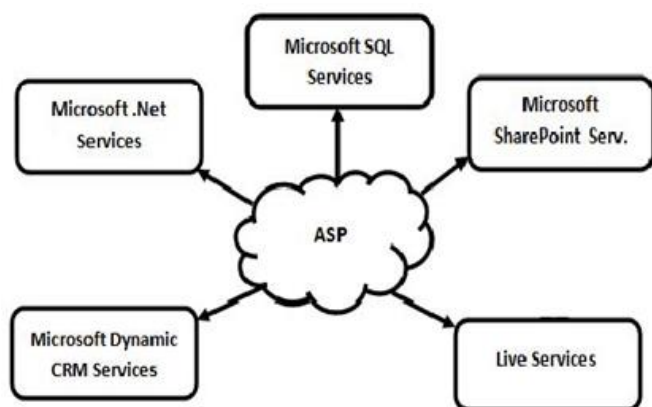 Microsoft SQL
Services
Microsoft .Net
Services
Microsoft
SharePoint Serv.
ASP
Microsoft Dynamic
CRM Services
Live Services